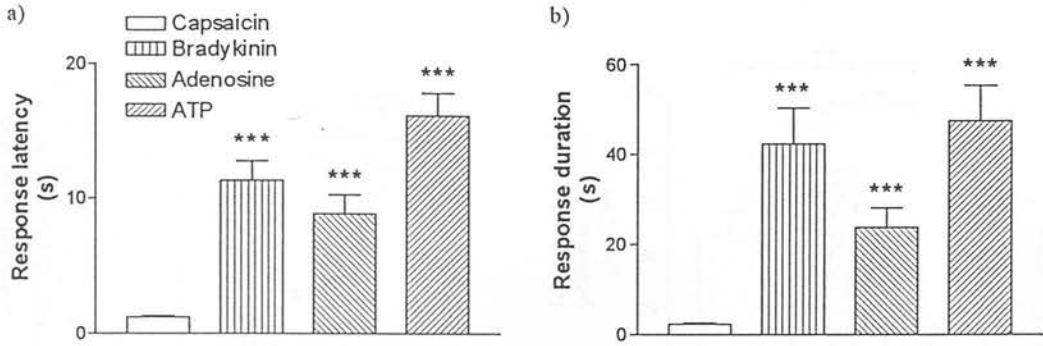 a)
Capsaicin
Bradykinin
Adenosine
ATP
Response latency
(s)
20
10
0
***
***
***
b)
Response duration
(s)
60
40
20
0
***
***
***